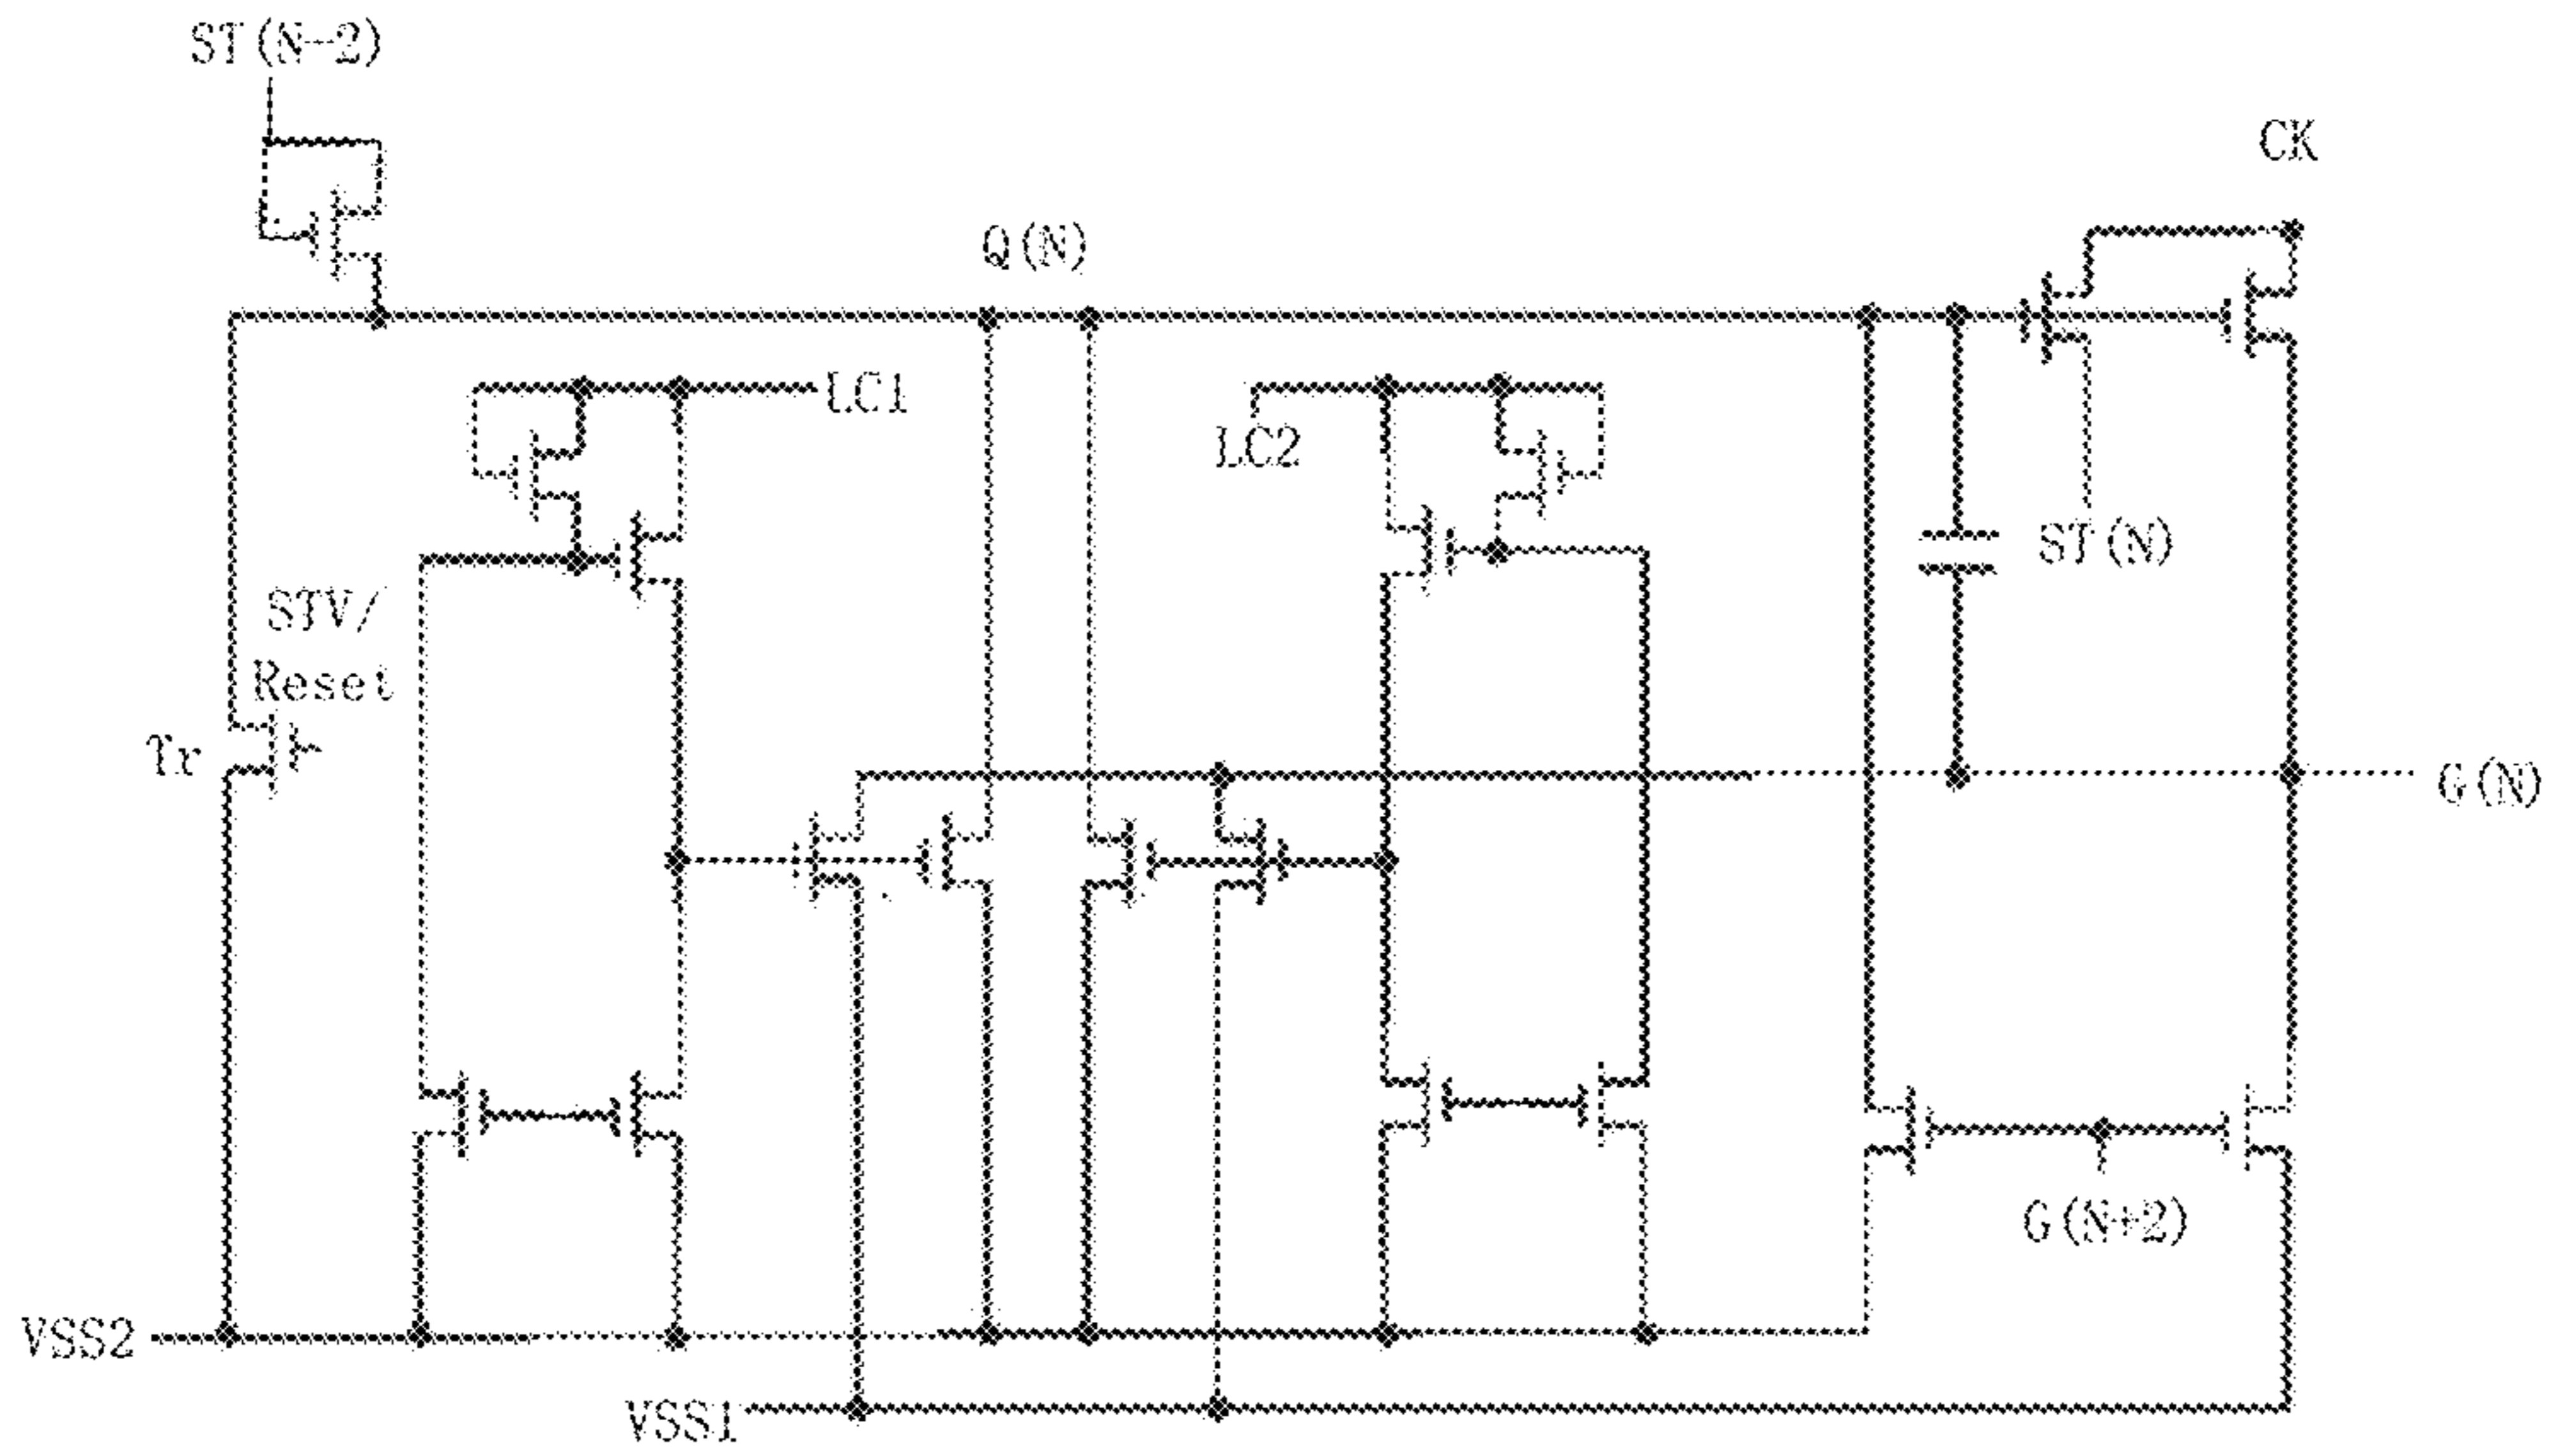 ST(N-2)
CK
Q(N)
LC1
LC2
ST(N)
STV/
Reset
Tr
G(N)
G(N+2)
VSS2
VSS1